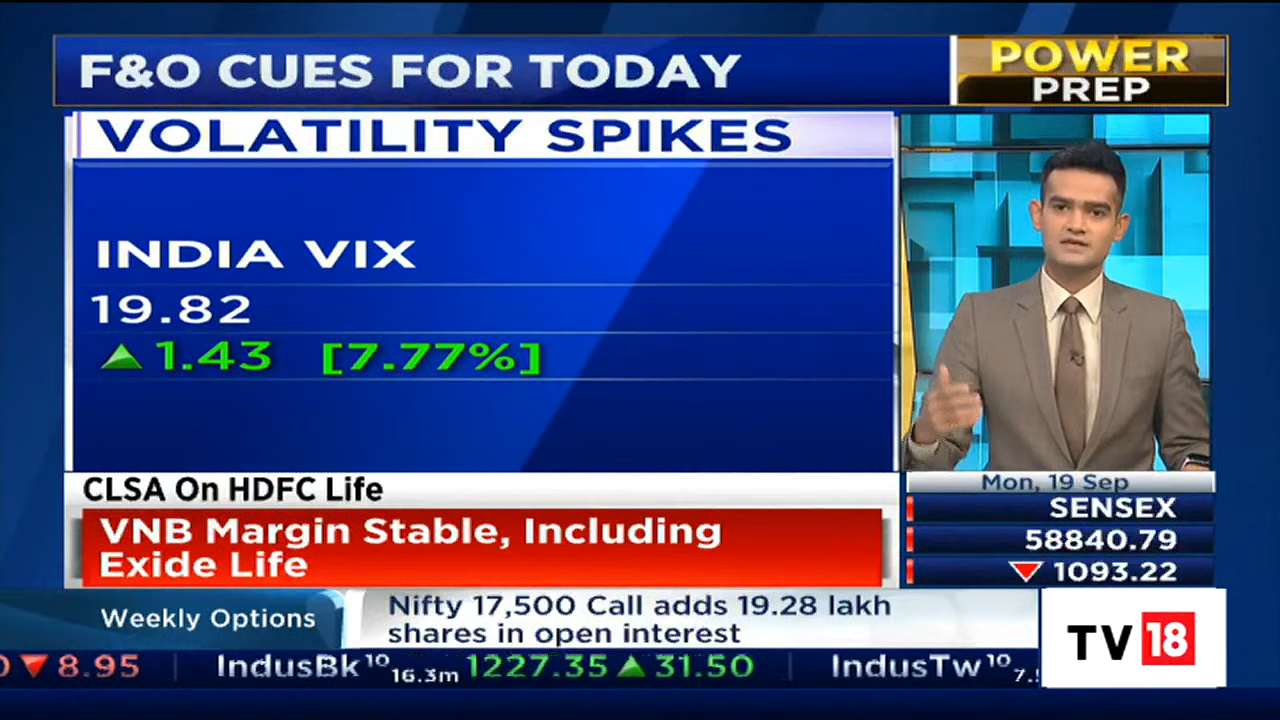 F&O CUES FOR TODAY
POWER
PREP
VOLATILITY SPIKES
INDIA VIX
19.82
▲ 1.43 [7.77%]
CLSA On HDFC Life
VNB Margin Stable, Including
Exide Life
Mon, 19 Sep
SENSEX
58840.79
▼ 1093.22
Weekly Options
Nifty 17,500 Call adds 19.28 lakh
shares in open interest
TV18
▼ 8.95 IndusBk 10 16.3m 1227.35 ▲ 31.50 IndusTw 10